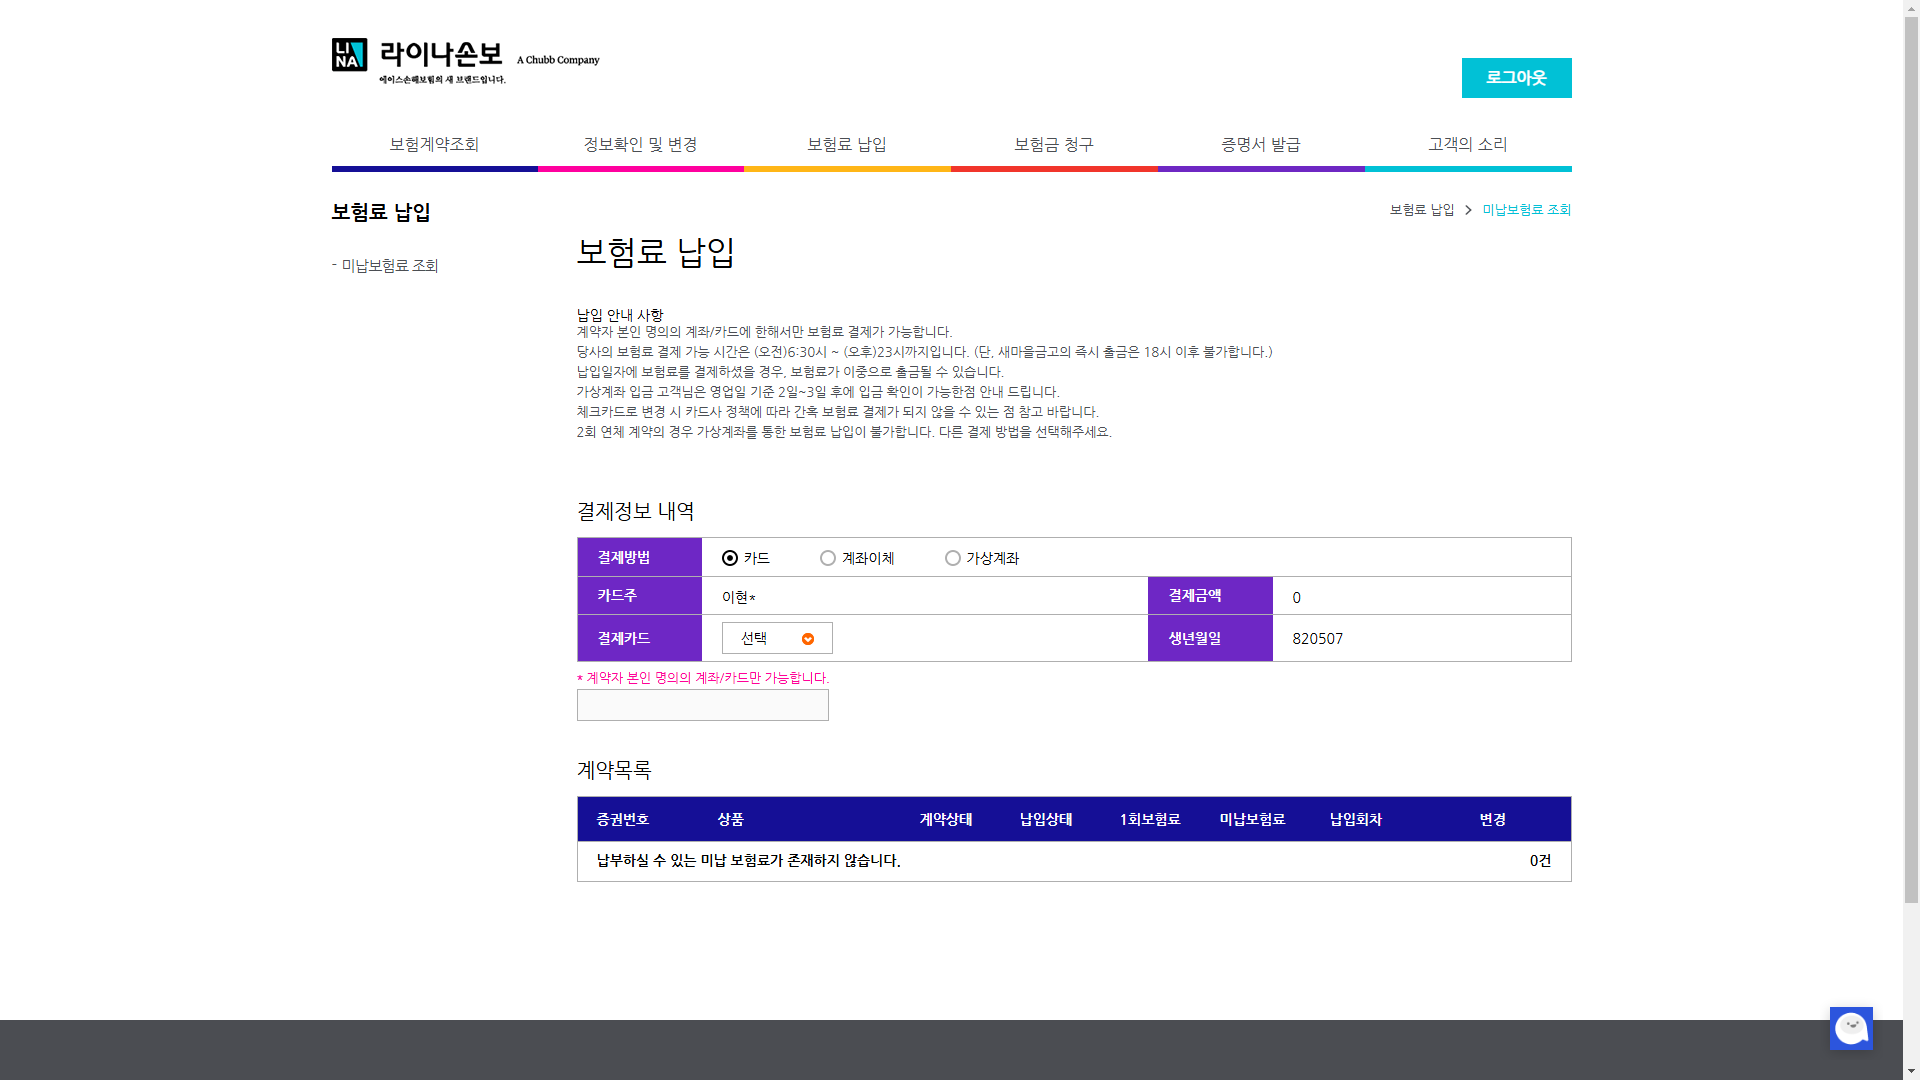 LINA 라이나손보 A Chubb Company
에이스손해보험의 새 브랜드입니다.
로그아웃
보험계약조회 정보확인 및 변경 보험료 납입 보험금 청구 증명서 발급 고객의 소리
보험료 납입
보험료 납입 > 미납보험료 조회
- 미납보험료 조회
보험료 납입
납입 안내 사항
계약자 본인 명의의 계좌/카드에 한해서만 보험료 결제가 가능합니다.
당사의 보험료 결제 가능 시간은 (오전)6:30시 ~ (오후)23시까지입니다. (단, 새마을금고의 즉시 출금은 18시 이후 불가합니다.)
납입일자에 보험료를 결제하셨을 경우, 보험료가 이중으로 출금될 수 있습니다.
가상계좌 입금 고객님은 영업일 기준 2일~3일 후에 입금 확인이 가능한점 안내 드립니다.
체크카드로 변경 시 카드사 정책에 따라 간혹 보험료 결제가 되지 않을 수 있는 점 참고 바랍니다.
2회 연체 계약의 경우 가상계좌를 통한 보험료 납입이 불가합니다. 다른 결제 방법을 선택해주세요.
결제정보 내역
결제방법 카드 계좌이체 가상계좌
카드주 이현* 결제금액 0
결제카드 선택 생년월일 820507
* 계약자 본인 명의의 계좌/카드만 가능합니다.
계약목록
증권번호 상품 계약상태 납입상태 1회보험료 미납보험료 납입회차 변경
납부하실 수 있는 미납 보험료가 존재하지 않습니다. 0건